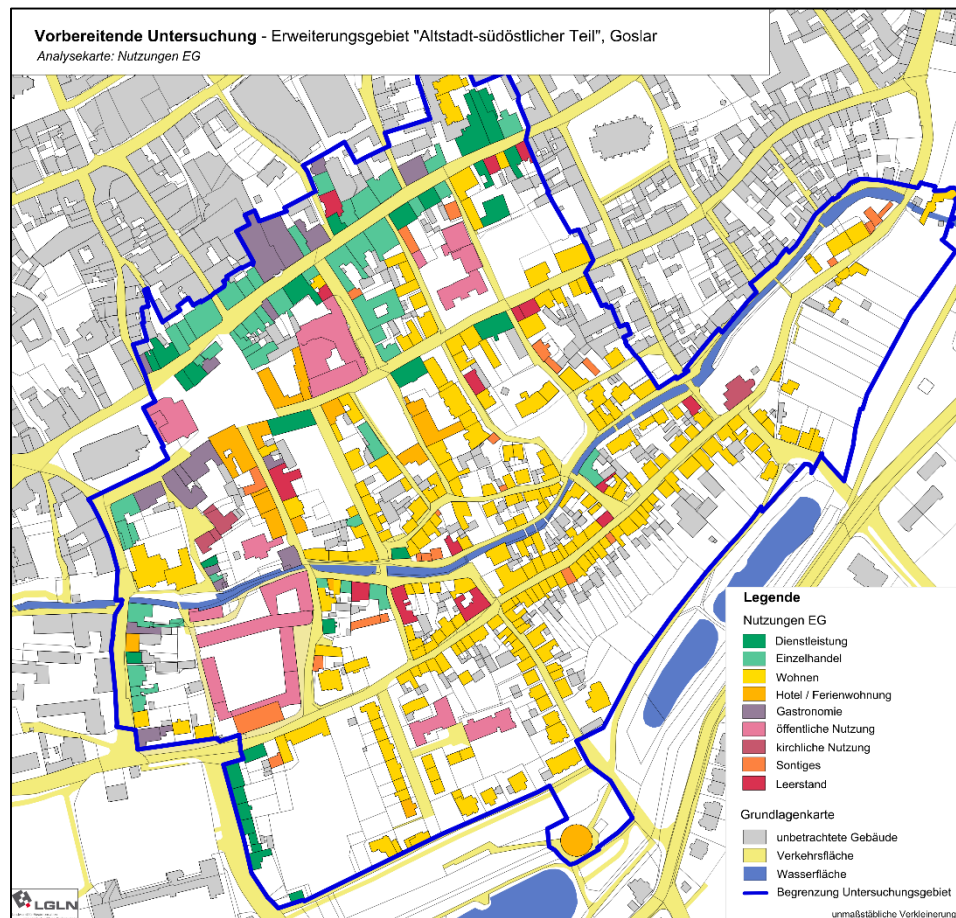 Vorbereitende Untersuchung - Erweiterungsgebiet "Altstadt-südöstlicher Teil", Goslar
Analysekarte: Nutzungen EG
Legende
Nutzungen EG
Dienstleistung
Einzelhandel
Wohnen
Hotel / Ferienwohnung
Gastronomie
öffentliche Nutzung
kirchliche Nutzung
Sontiges
Leerstand
Grundlagenkarte
unbetrachtete Gebäude
Verkehrsfläche
Wasserfläche
Begrenzung Untersuchungsgebiet
unmaßstäbliche Verkleinerung
LGLN